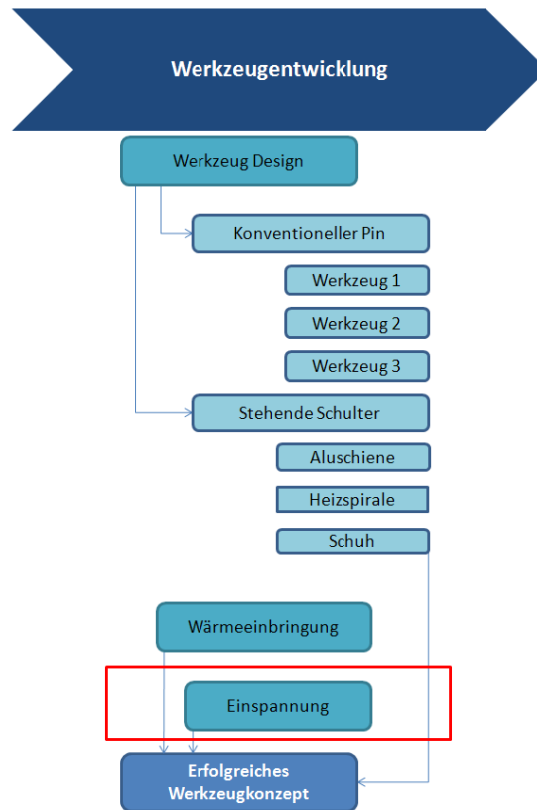 Werkzeugentwicklung
Werkzeug Design
Konventioneller Pin
Werkzeug 1
Werkzeug 2
Werkzeug 3
Stehende Schulter
Aluschiene
Heizspirale
Schuh
Wärmeeinbringung
Einspannung
Erfolgreiches
Werkzeugkonzept